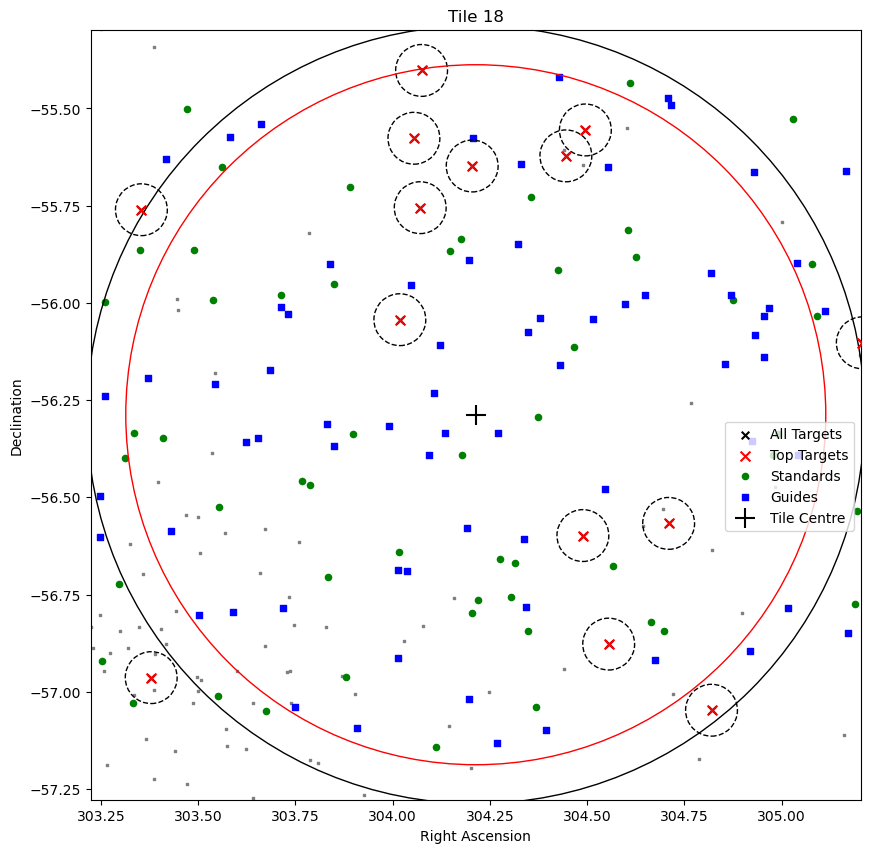 Tile 18
Declination
−55.50
−55.75
−56.00
−56.25
−56.50
−56.75
−57.00
−57.25
All Targets
Top Targets
Standards
Guides
Tile Centre
303.25 303.50 303.75 304.00 304.25 304.50 304.75 305.00
Right Ascension